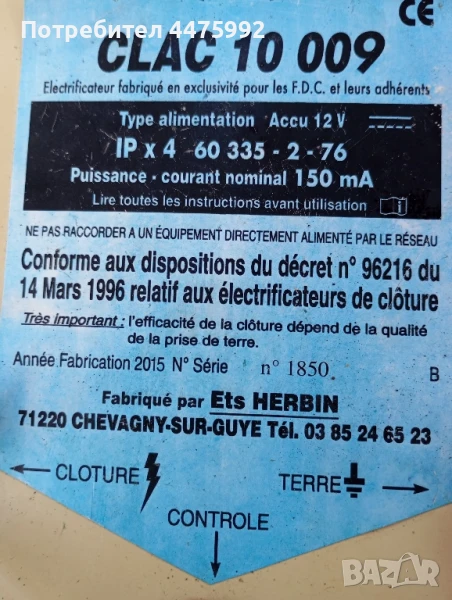 Потребител 4475992
CE
CLAC 10 009
Electrificateur fabriqué en exclusivité pour les F.D.C. et leurs adhérents
Type alimentation Accu 12 V
IP x 4 60 335 - 2 - 76
Puissance - courant nominal 150 mA
Lire toutes les instructions avant utilisation
NE PAS RACCORDER A UN ÉQUIPEMENT DIRECTEMENT ALIMENTÉ PAR LE RÉSEAU
Conforme aux dispositions du décret n° 96216 du
14 Mars 1996 relatif aux électrificateurs de clôture
Très important : l'efficacité de la clôture dépend de la qualité
de la prise de terre.
Année Fabrication 2015 N° Série n° 1850 B
Fabriqué par Ets HERBIN
71220 CHEVAGNY-SUR-GUYE Tél. 03 85 24 65 23
CLOTURE TERRE
CONTROLE
BAZAR